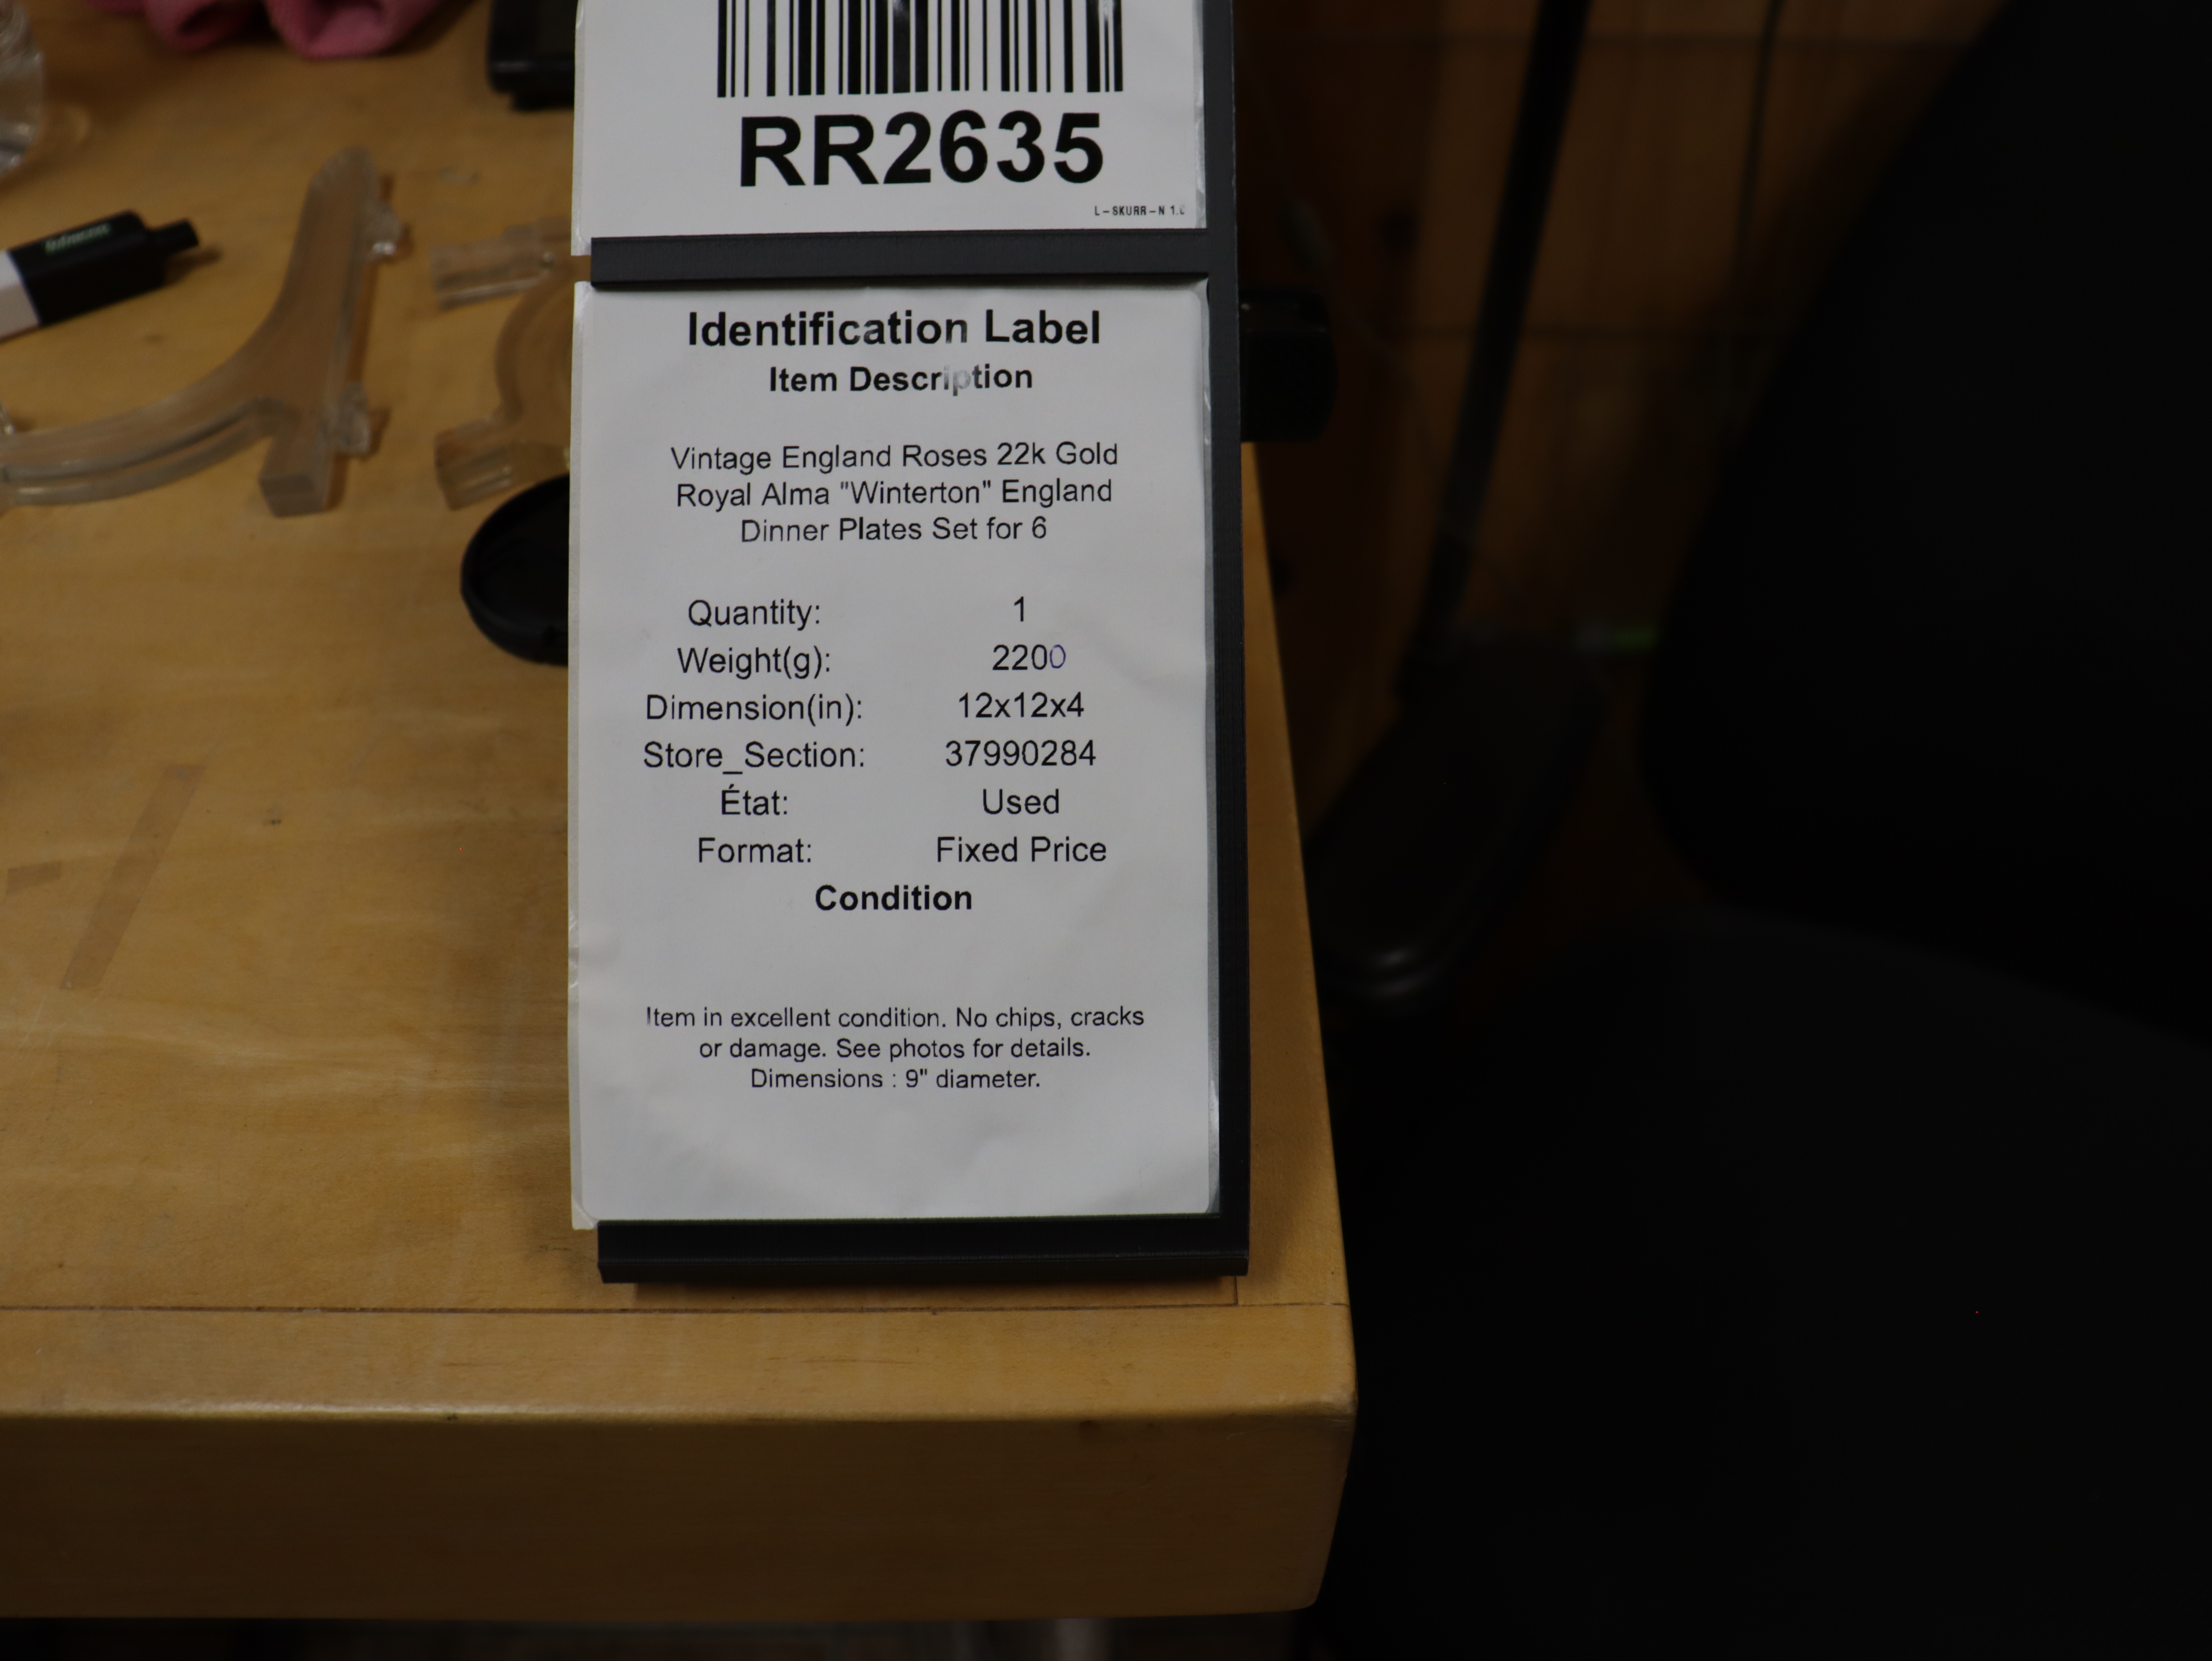 RR2635
L-SKURR-N 1.
Identification Label
Item Description
Vintage England Roses 22k Gold
Royal Alma "Winterton" England
Dinner Plates Set for 6
Quantity: 1
Weight(g): 2200
Dimension(in): 12x12x4
Store_Section: 37990284
État: Used
Format: Fixed Price
Condition
Item in excellent condition. No chips, cracks
or damage. See photos for details.
Dimensions : 9" diameter.